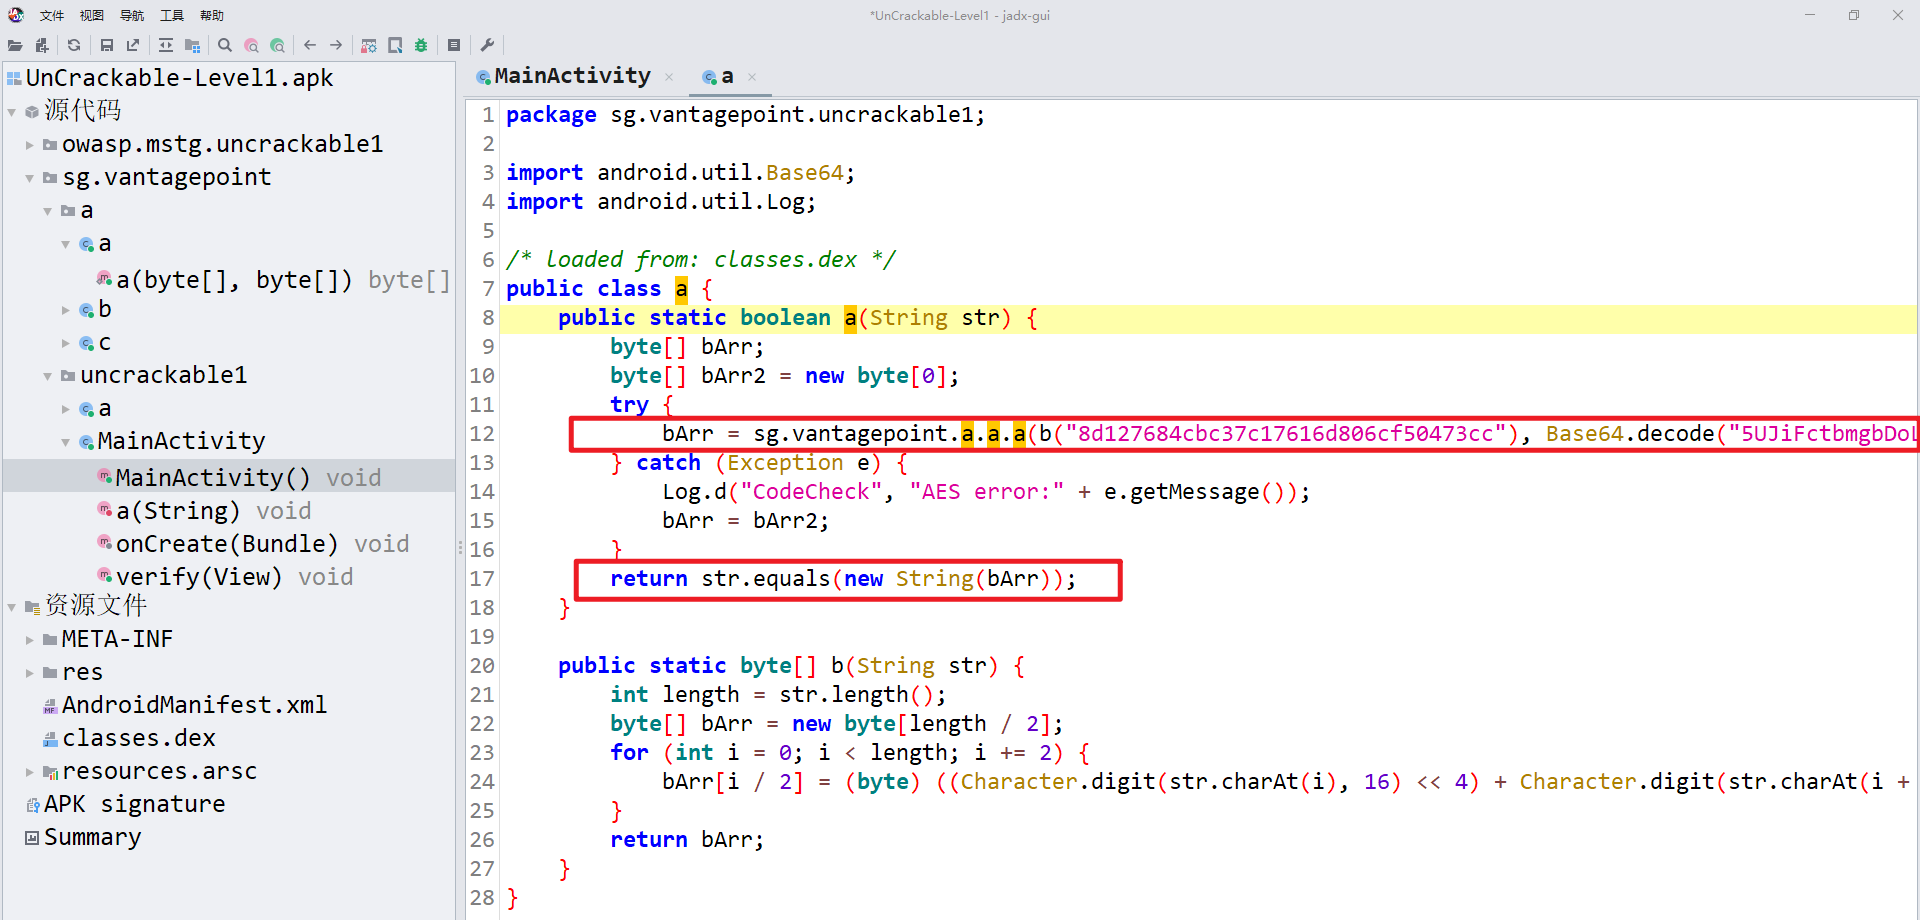 文件 视图 导航 工具 帮助
*UnCrackable-Level1 - jadx-gui
UnCrackable-Level1.apk
源代码
owasp.mstg.uncrackable1
sg.vantagepoint
a
a
a(byte[], byte[]) byte[]
b
c
uncrackable1
a
MainActivity
MainActivity() void
a(String) void
onCreate(Bundle) void
verify(View) void
资源文件
META-INF
res
AndroidManifest.xml
classes.dex
resources.arsc
APK signature
Summary
MainActivity × a ×
1 package sg.vantagepoint.uncrackable1;
2
3 import android.util.Base64;
4 import android.util.Log;
5
6 /* loaded from: classes.dex */
7 public class a {
8 public static boolean a(String str) {
9 byte[] bArr;
10 byte[] bArr2 = new byte[0];
11 try {
12 bArr = sg.vantagepoint.a.a.a(b("8d127684cbc37c17616d806cf50473cc"), Base64.decode("5UJiFctbmgbDoL
13 } catch (Exception e) {
14 Log.d("CodeCheck", "AES error:" + e.getMessage());
15 bArr = bArr2;
16 }
17 return str.equals(new String(bArr));
18 }
19
20 public static byte[] b(String str) {
21 int length = str.length();
22 byte[] bArr = new byte[length / 2];
23 for (int i = 0; i < length; i += 2) {
24 bArr[i / 2] = (byte) ((Character.digit(str.charAt(i), 16) << 4) + Character.digit(str.charAt(i +
25 }
26 return bArr;
27 }
28 }